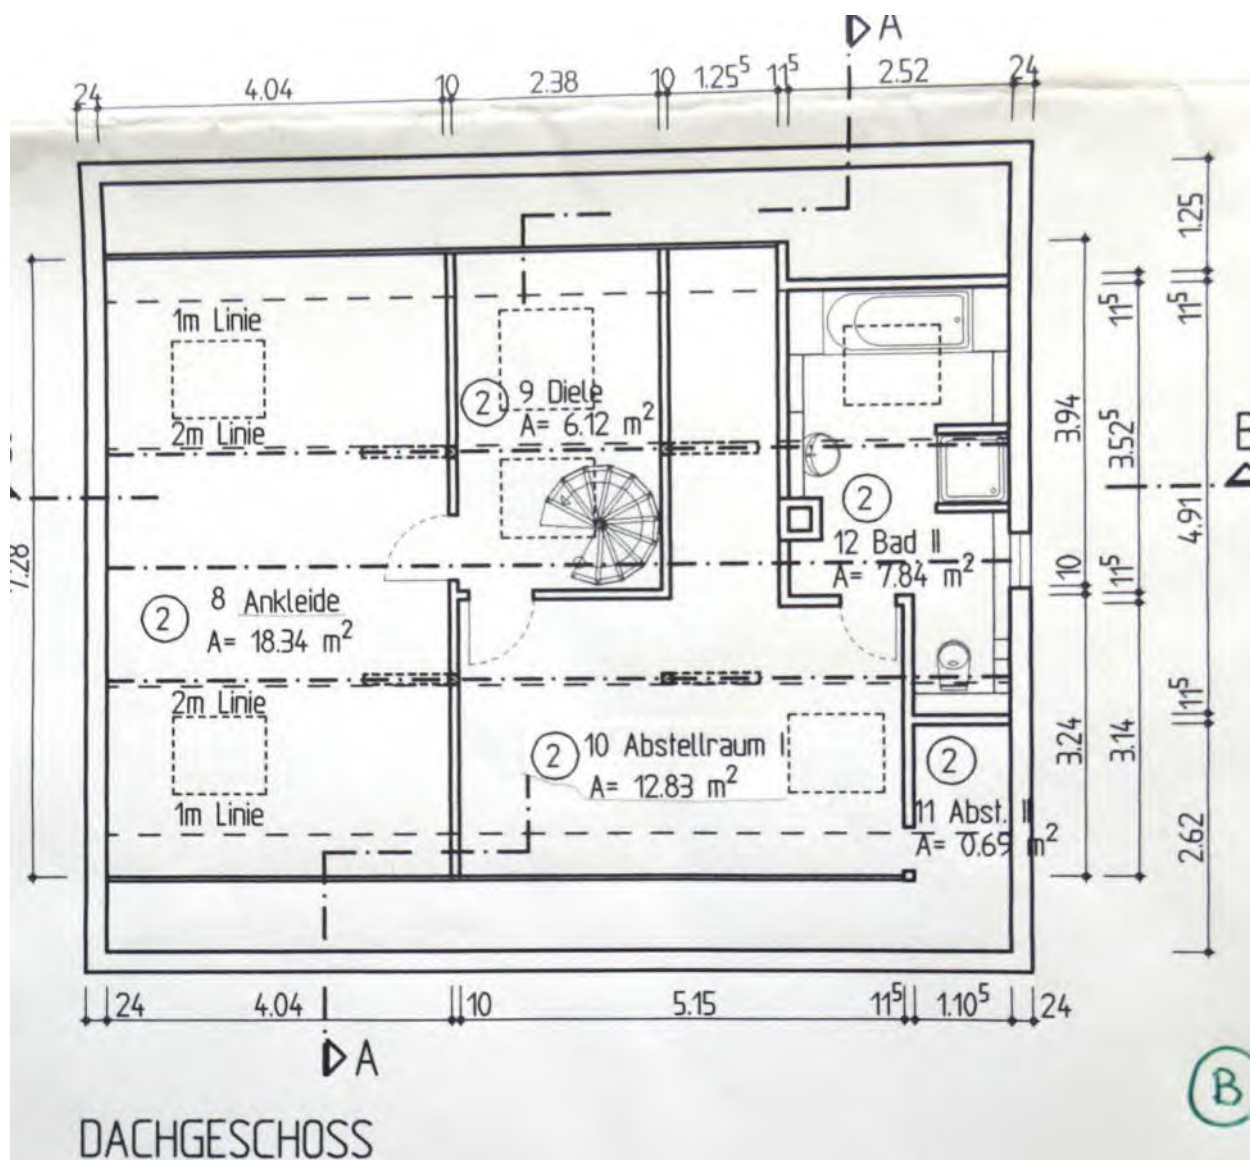 A
24 4.04 10 2.38 10 1.25⁵ 11⁵ 2.52 24
1.25
11⁵ 11⁵
1m Linie
2m Linie
2 9 Diele
A= 6.12 m²
3.94
3.52⁵
4.91
B
2
12 Bad II
A= 7.84 m²
10
11⁵
7.28
2 8 Ankleide
A= 18.34 m²
2m Linie
1m Linie
2 10 Abstellraum I
A= 12.83 m²
2
11 Abst. II
A= 0.69 m²
3.24
3.14
11⁵
2.62
24 4.04 10 5.15 11⁵ 1.10⁵ 24
A
B
DACHGESCHOSS